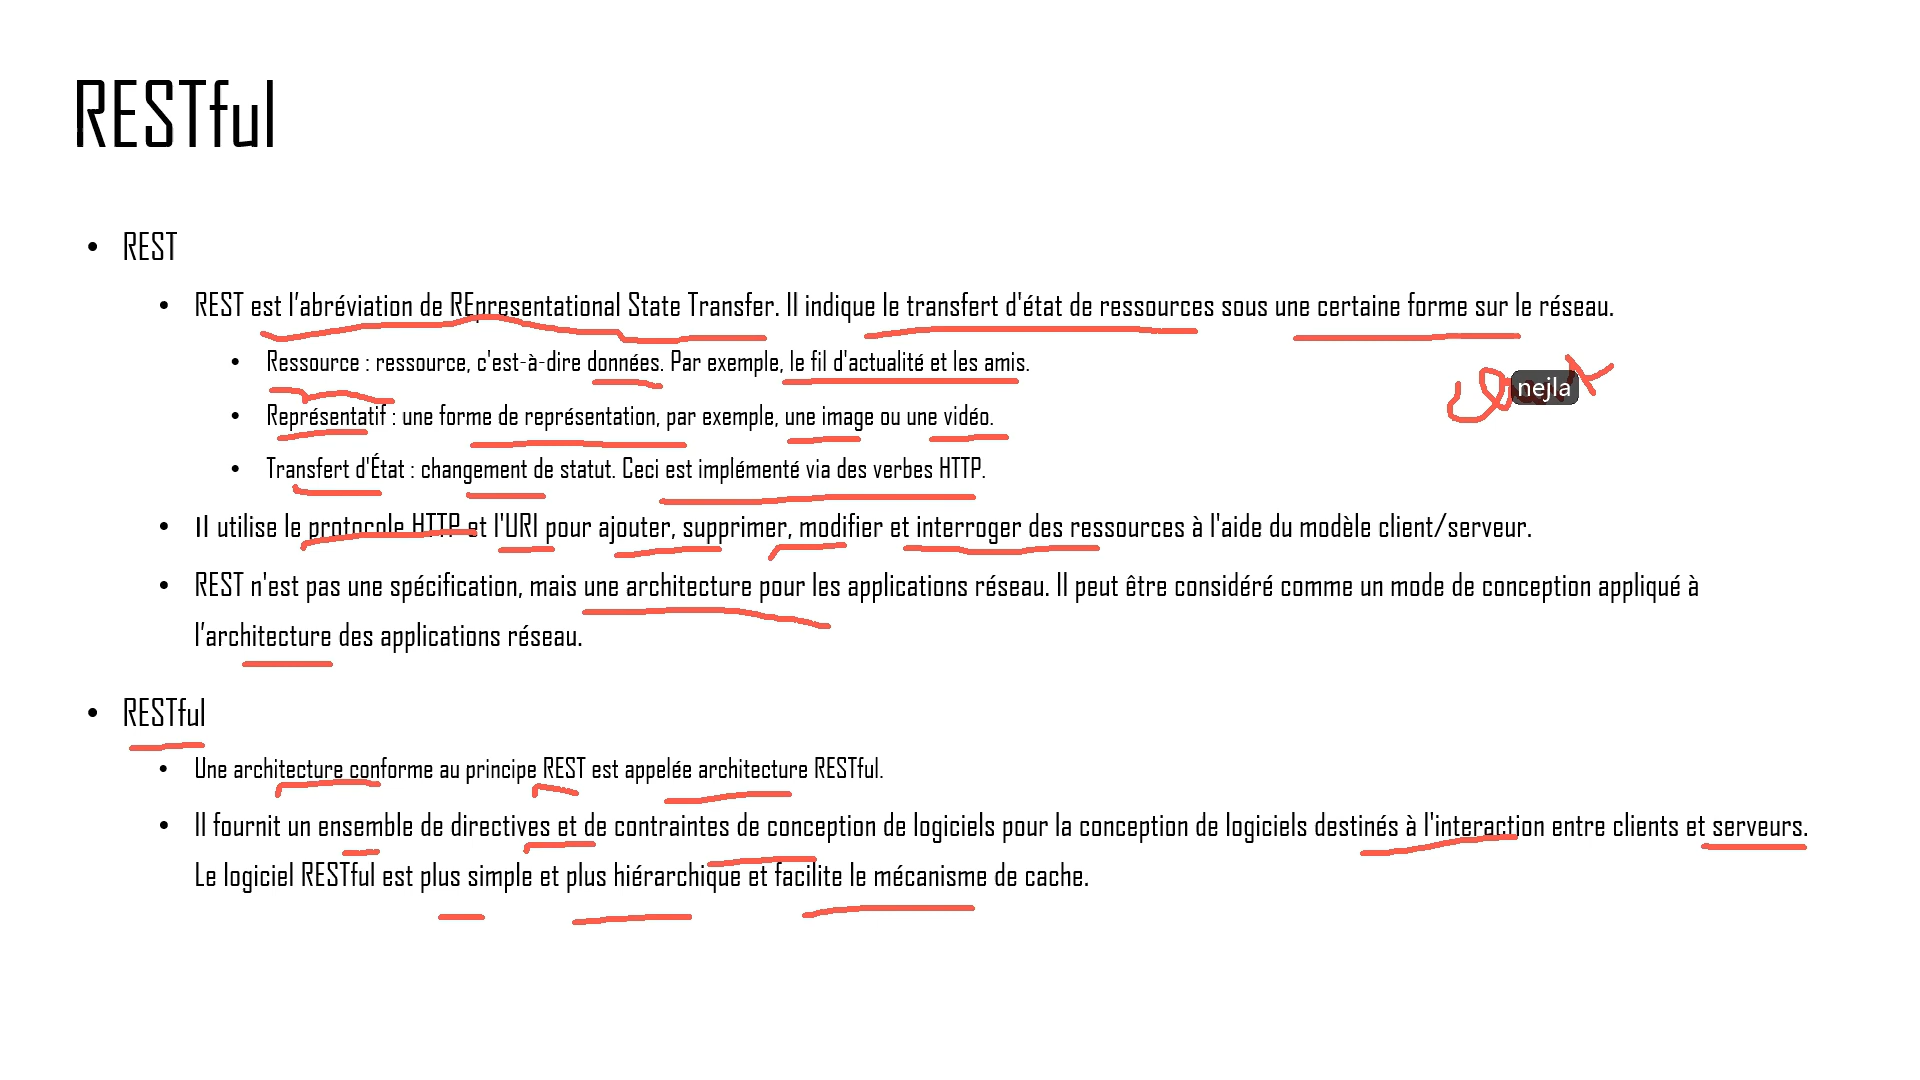 RESTful
• REST
• REST est l'abréviation de REpresentational State Transfer. Il indique le transfert d'état de ressources sous une certaine forme sur le réseau.
• Ressource : ressource, c'est-à-dire données. Par exemple, le fil d'actualité et les amis.
nejla
• Représentatif : une forme de représentation, par exemple, une image ou une vidéo.
• Transfert d'État : changement de statut. Ceci est implémenté via des verbes HTTP.
• Il utilise le protocole HTTP et l'URI pour ajouter, supprimer, modifier et interroger des ressources à l'aide du modèle client/serveur.
• REST n'est pas une spécification, mais une architecture pour les applications réseau. Il peut être considéré comme un mode de conception appliqué à
l'architecture des applications réseau.
• RESTful
• Une architecture conforme au principe REST est appelée architecture RESTful.
• Il fournit un ensemble de directives et de contraintes de conception de logiciels pour la conception de logiciels destinés à l'interaction entre clients et serveurs.
Le logiciel RESTful est plus simple et plus hiérarchique et facilite le mécanisme de cache.